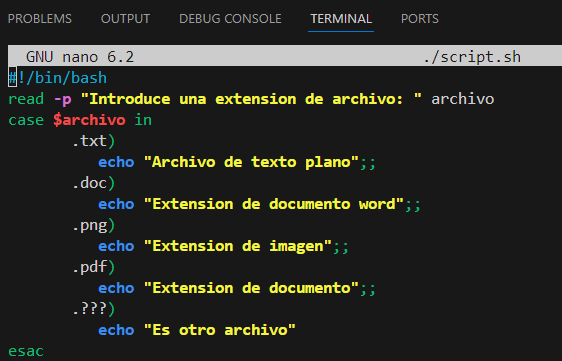 PROBLEMS OUTPUT DEBUG CONSOLE TERMINAL PORTS
GNU nano 6.2 ./script.sh
#!/bin/bash
read -p "Introduce una extension de archivo: " archivo
case $archivo in
.txt)
echo "Archivo de texto plano";;
.doc)
echo "Extension de documento word";;
.png)
echo "Extension de imagen";;
.pdf)
echo "Extension de documento";;
.???)
echo "Es otro archivo"
esac